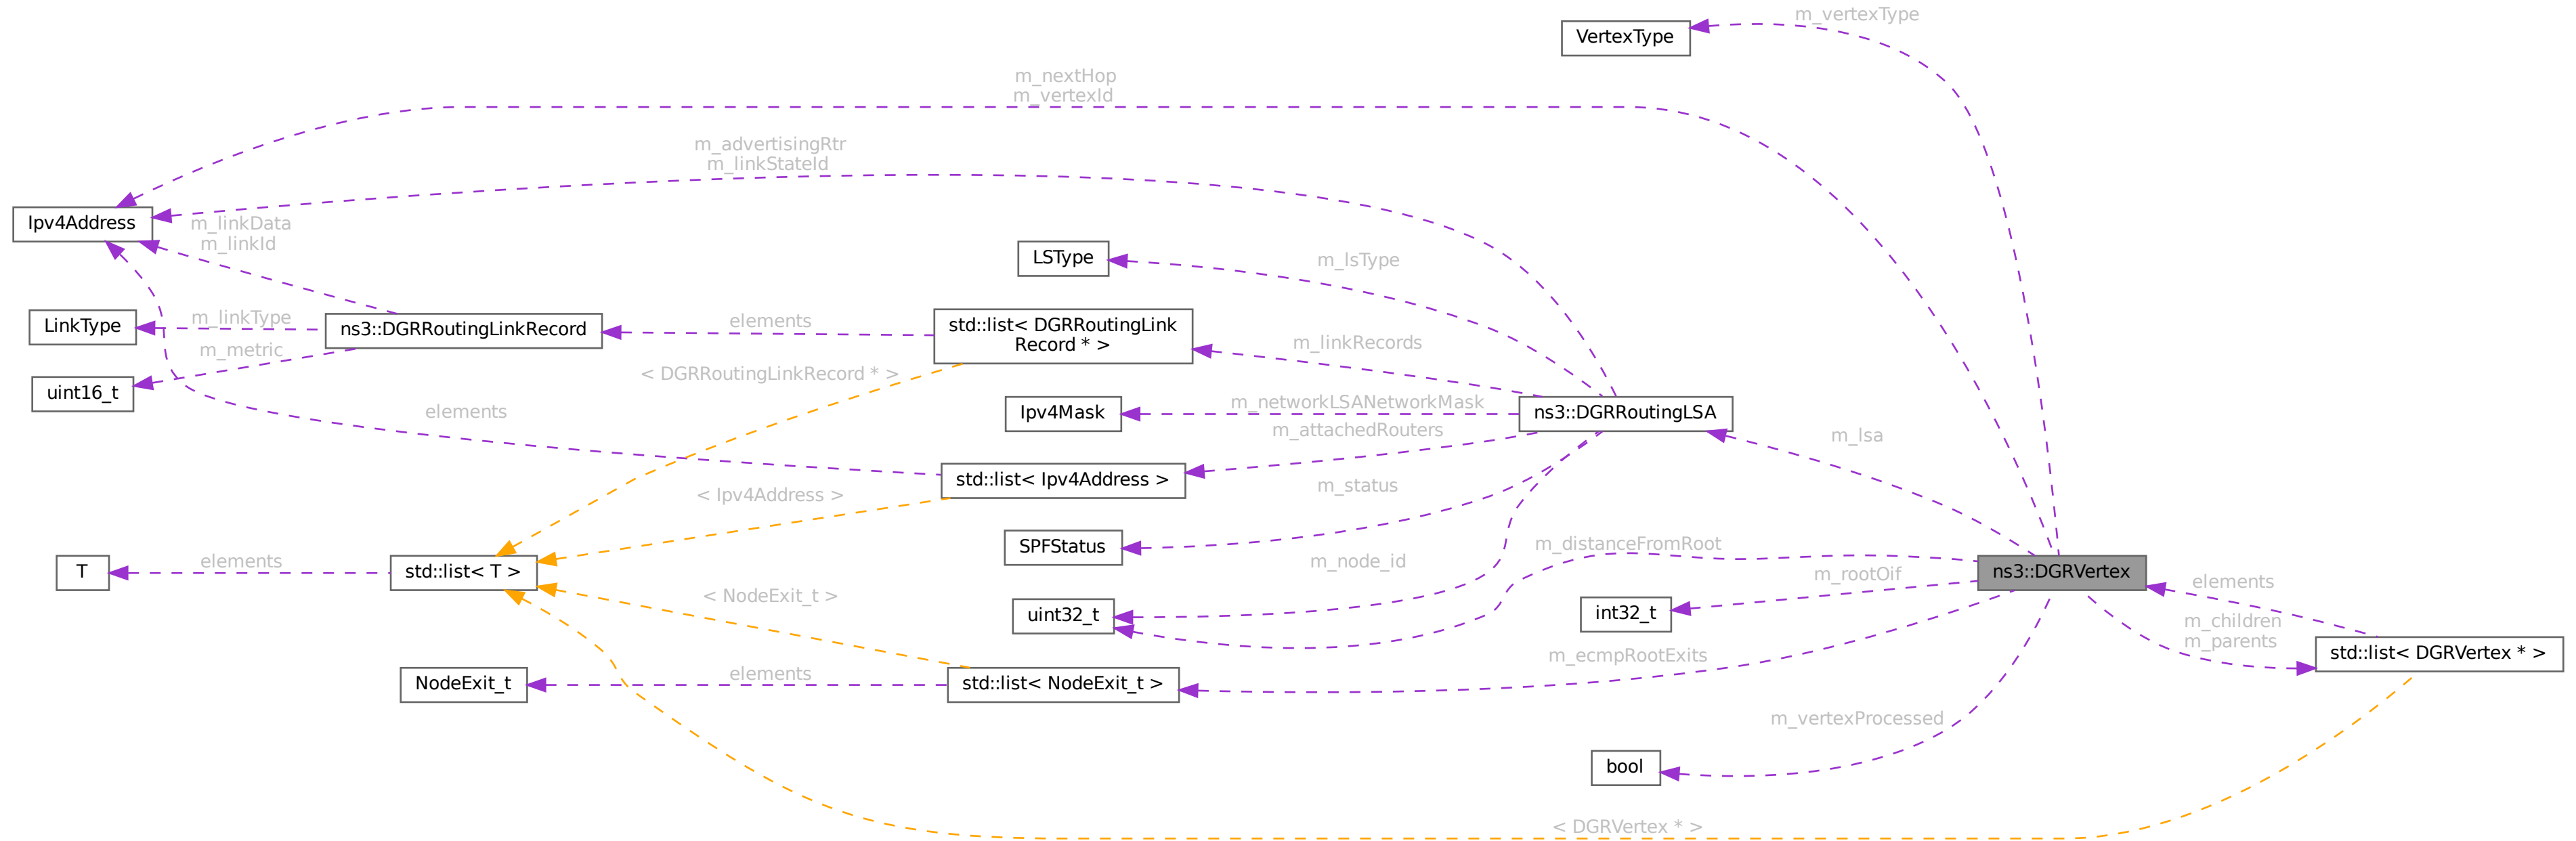 m_vertexType
VertexType
m_nextHop
m_vertexId
m_advertisingRtr
m_linkStateId
Ipv4Address
m_linkData
m_linkId
LSType
m_lsType
LinkType
m_linkType
ns3::DGRRoutingLinkRecord
elements
std::list< DGRRoutingLink
Record * >
m_linkRecords
m_metric
uint16_t
< DGRRoutingLinkRecord * >
elements
Ipv4Mask
m_networkLSANetworkMask
ns3::DGRRoutingLSA
m_attachedRouters
m_lsa
std::list< Ipv4Address >
< Ipv4Address >
m_status
SPFStatus
m_distanceFromRoot
T
elements
std::list< T >
m_node_id
m_rootOif
ns3::DGRVertex
elements
< NodeExit_t >
uint32_t
int32_t
m_children
m_parents
std::list< DGRVertex * >
m_ecmpRootExits
NodeExit_t
elements
std::list< NodeExit_t >
m_vertexProcessed
bool
< DGRVertex * >